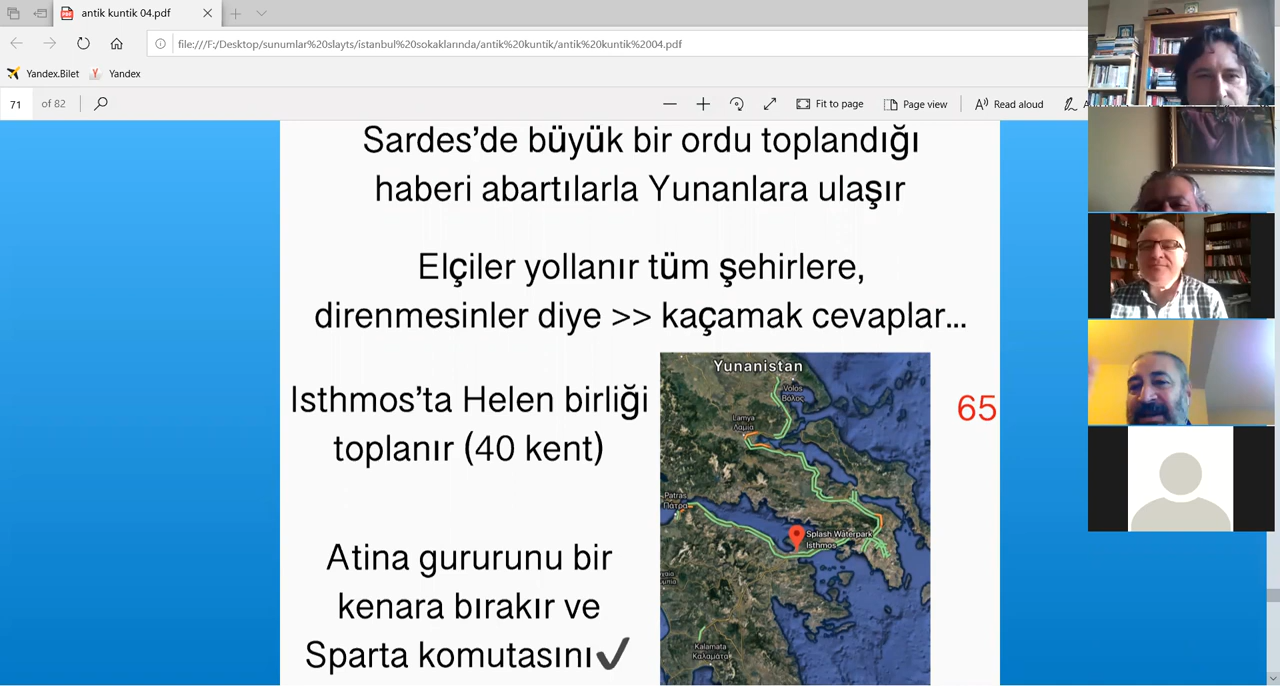 antik kuntik 04.pdf
file:///F:/Desktop/sunumlar%20slayts/istanbul%20sokaklarında/antik%20kuntik/antik%20kuntik%2004.pdf
Yandex.Bilet
Yandex
71 of 82
Fit to page
Page view
Read aloud
Sardes’de büyük bir ordu toplandığı
haberi abartılarla Yunanlara ulaşır
Elçiler yollanır tüm şehirlere,
direnmesinler diye >> kaçamak cevaplar...
Isthmos’ta Helen birliği
toplanır (40 kent)
65
Atina gururunu bir
kenara bırakır ve
Sparta komutasını✔
Yunanistan
Volos
Βόλος
Lamya
Λαμία
Patras
Πάτρα
Splash Waterpark
Isthmos
Kalamata
Καλαμάτα